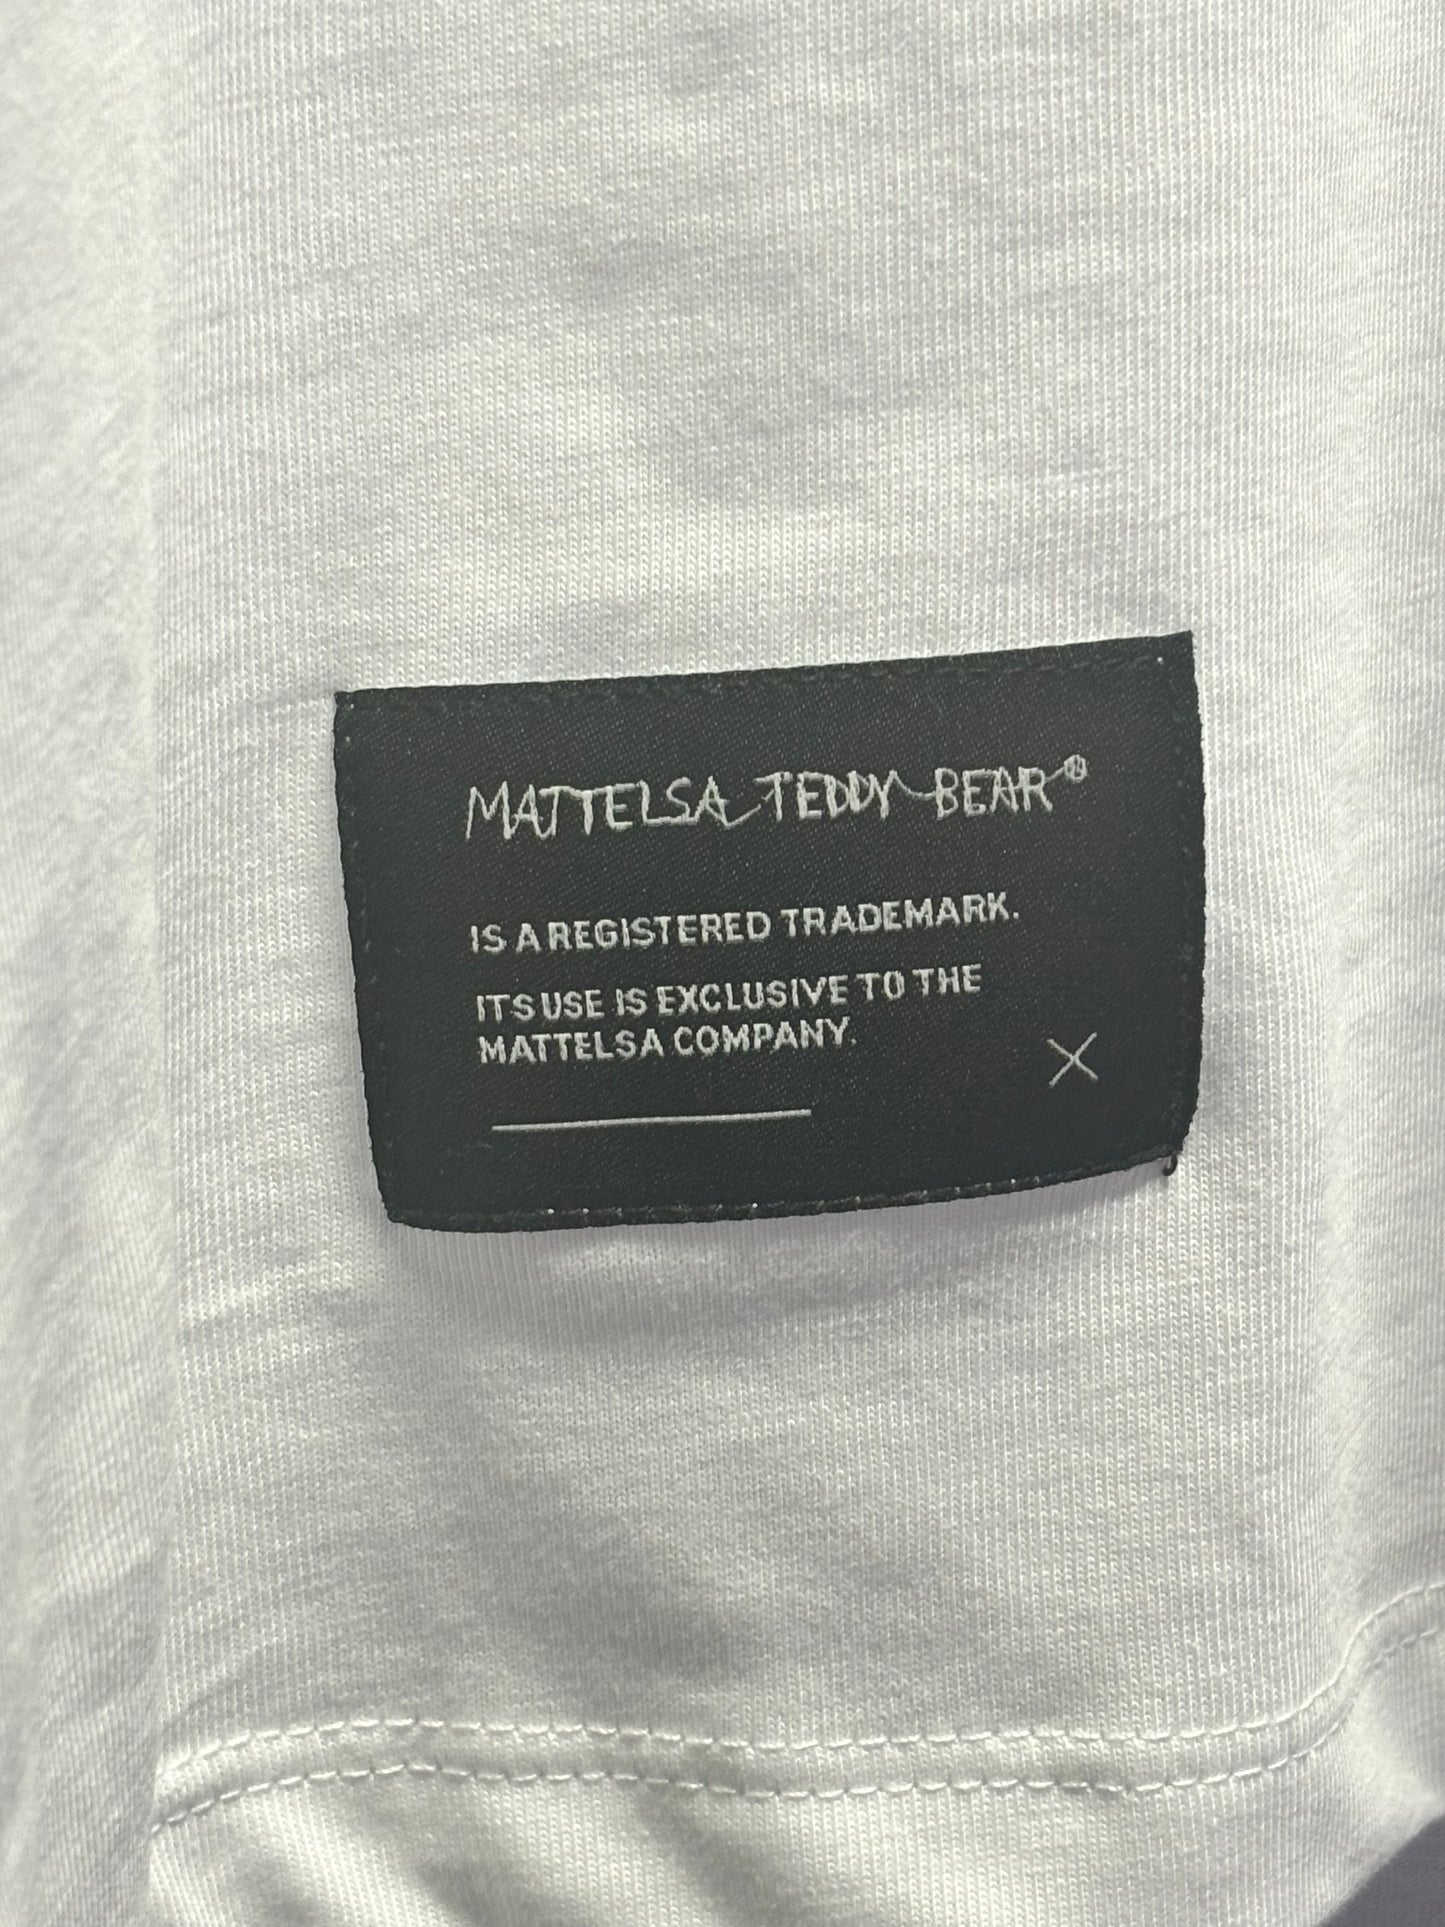 MATTELSA TEDDY BEAR®
IS A REGISTERED TRADEMARK.
ITS USE IS EXCLUSIVE TO THE
MATTELSA COMPANY.
X